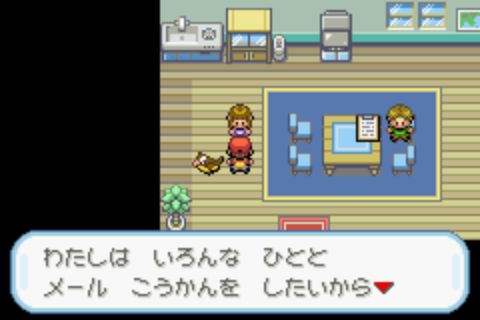 わたしは　いろんな　ひとと
メール　こうかんを　したいから